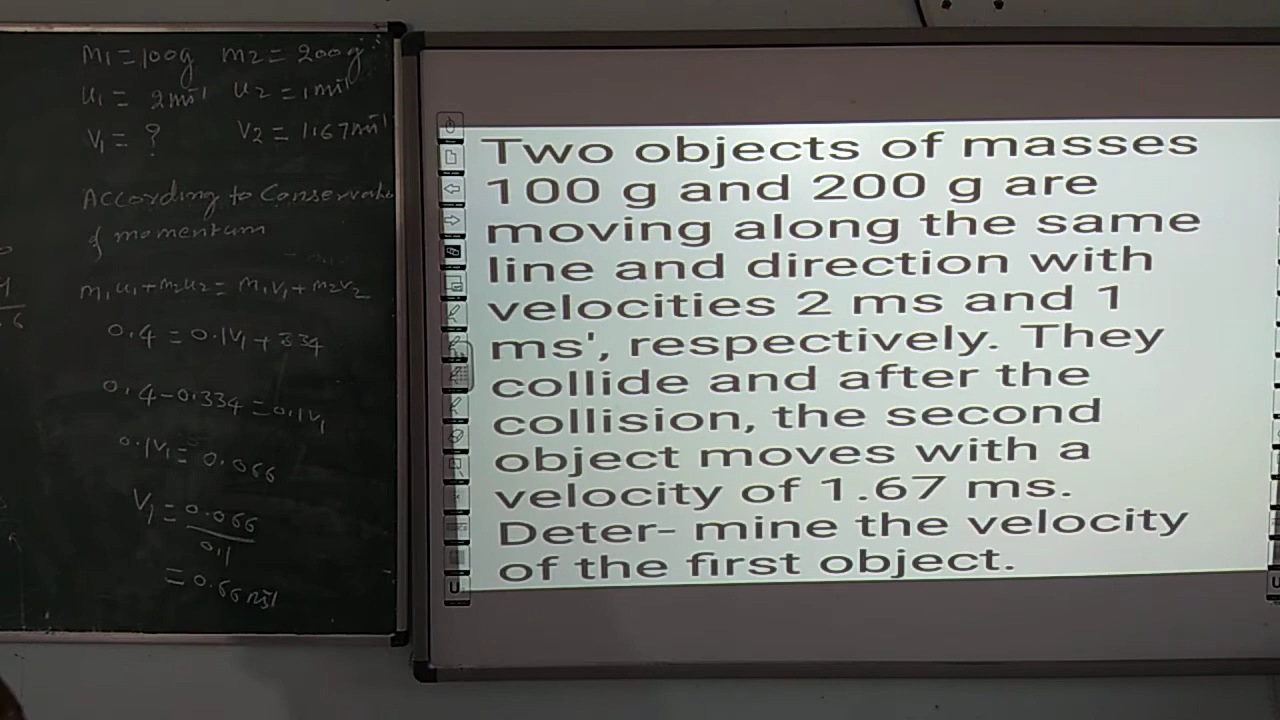 M1 = 100g m2 = 200g
u1 = 2ms-1 u2 = 1ms-1
V1 = ? V2 = 1.67ms-1
According to Conservatio
of momentum
m1u1+m2u2 = m1v1+m2v2
0.4 = 0.1V1 + 334
0.4-0.334 = 0.1V1
0.1V1 = 0.066
V1 = 0.066
0.1
= 0.66 ms-1
Two objects of masses
100 g and 200 g are
moving along the same
line and direction with
velocities 2 ms and 1
ms', respectively. They
collide and after the
collision, the second
object moves with a
velocity of 1.67 ms.
Deter- mine the velocity
of the first object.
U